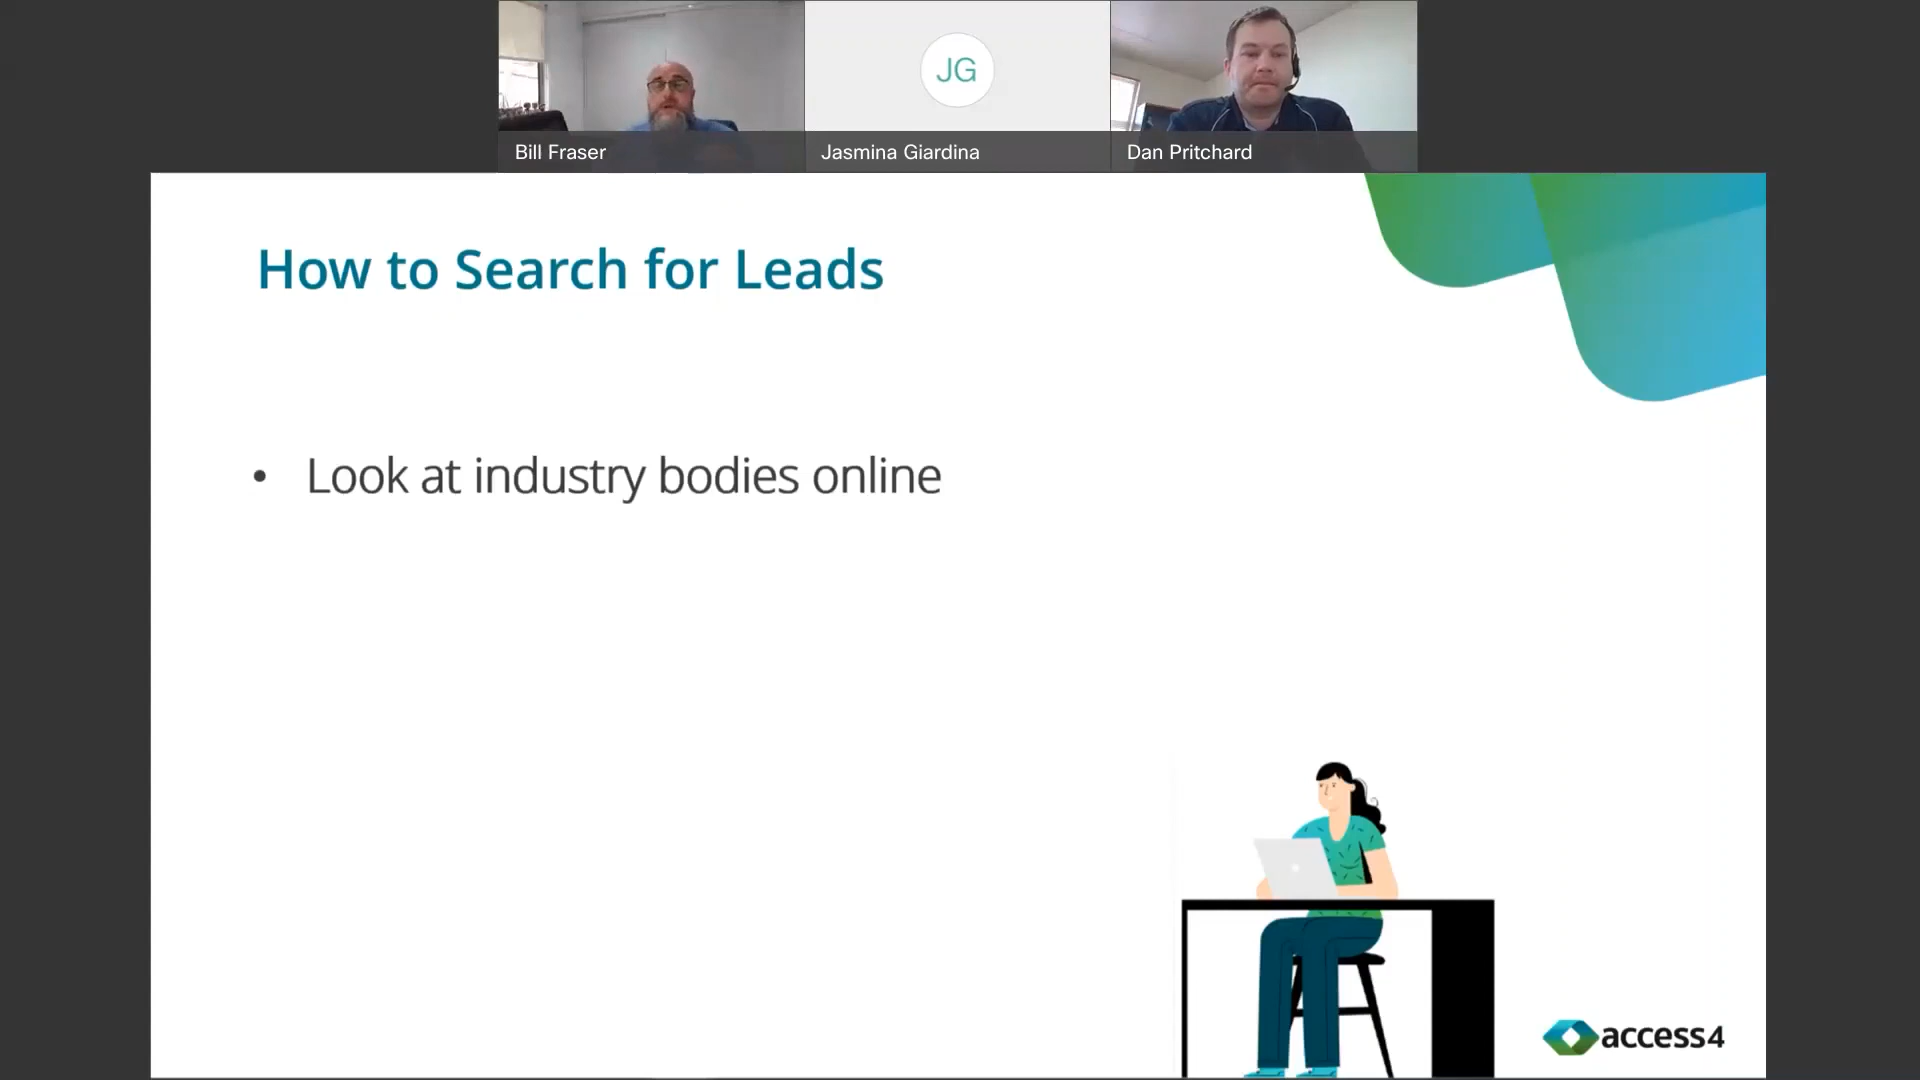 JG
Bill Fraser
Jasmina Giardina
Dan Pritchard
How to Search for Leads
• Look at industry bodies online
access4